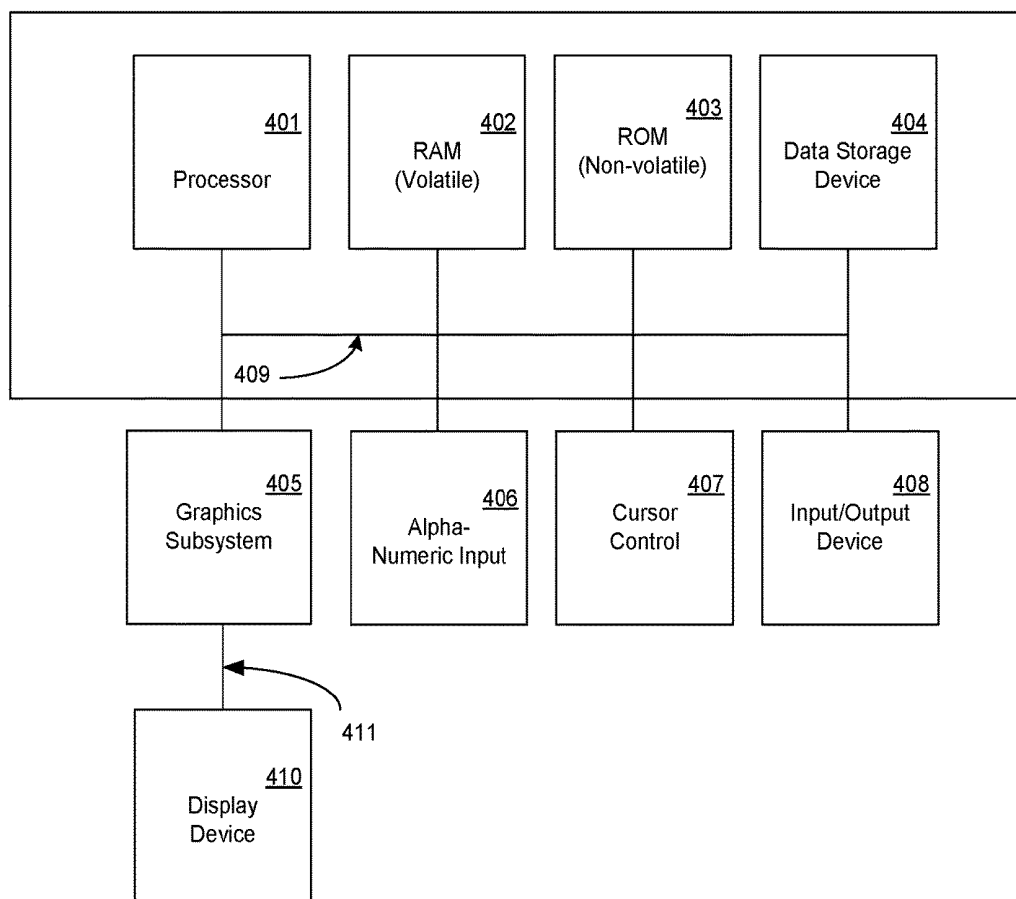 401
Processor
402
RAM
(Volatile)
403
ROM
(Non-volatile)
404
Data Storage
Device
409
405
Graphics
Subsystem
406
Alpha-
Numeric Input
407
Cursor
Control
408
Input/Output
Device
411
410
Display
Device